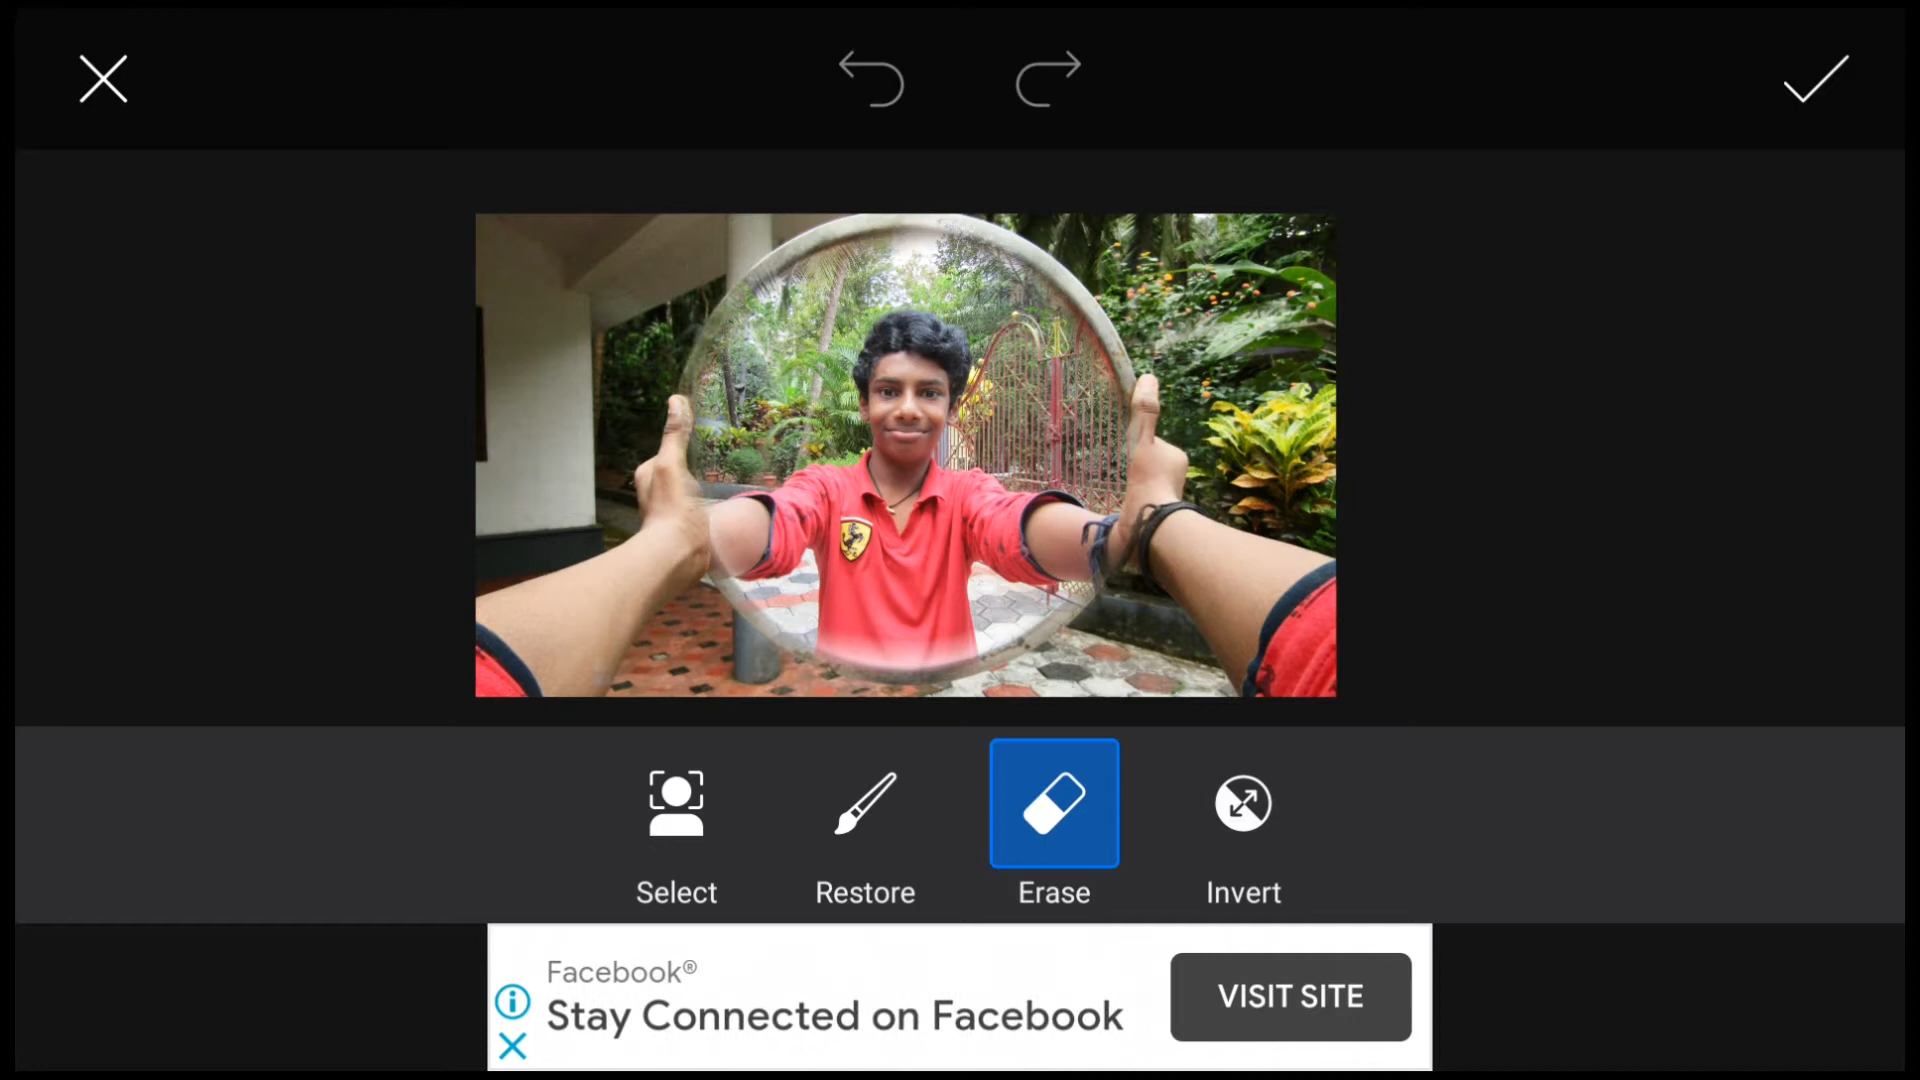 Select
Restore
Erase
Invert
Facebook®
Stay Connected on Facebook
VISIT SITE